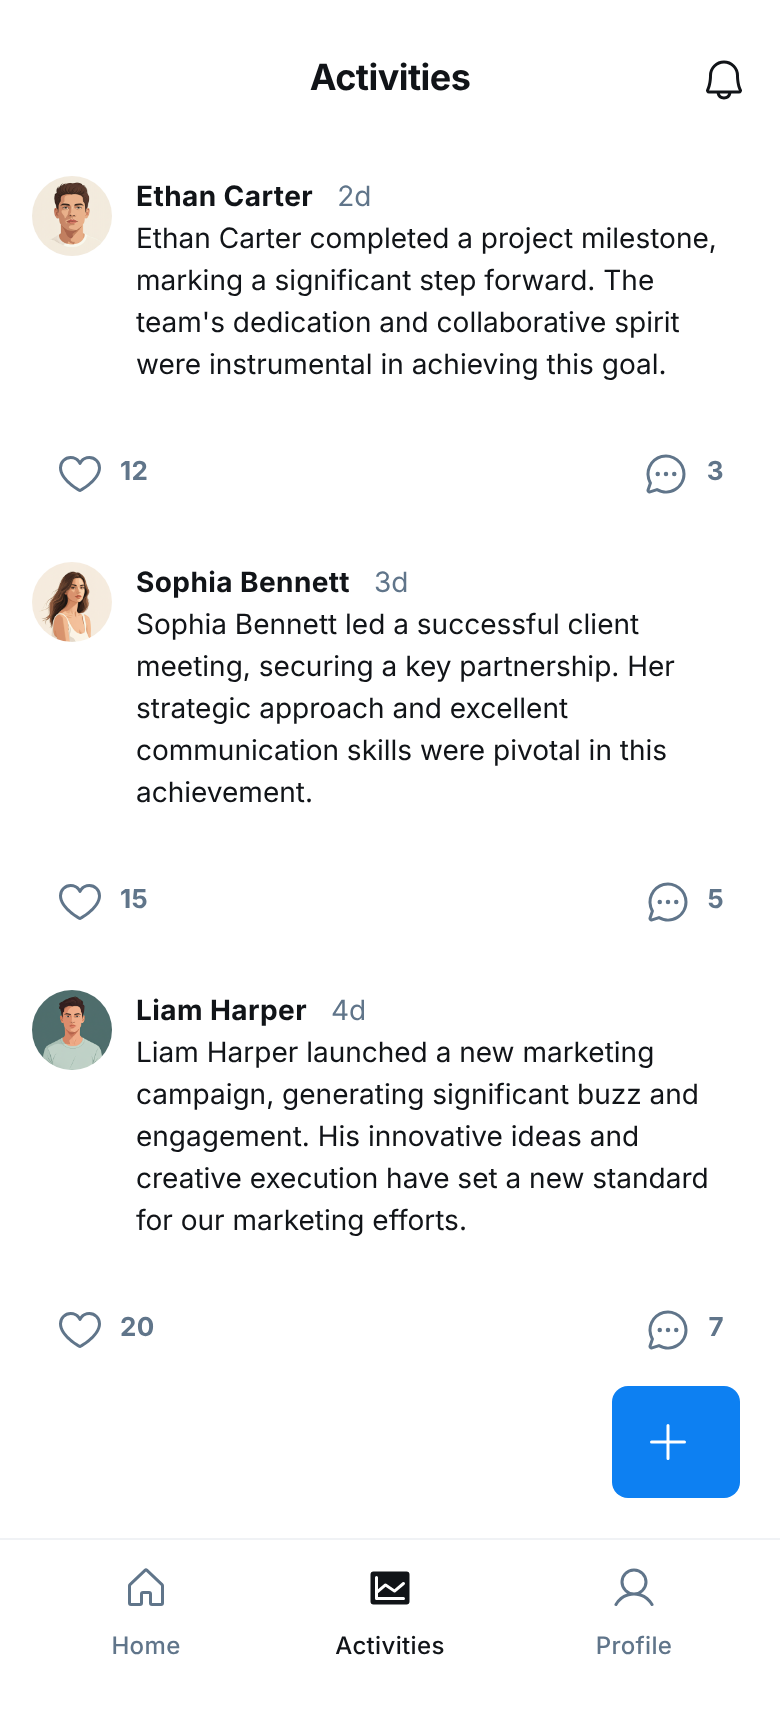 Activities
Ethan Carter 2d
Ethan Carter completed a project milestone,
marking a significant step forward. The
team's dedication and collaborative spirit
were instrumental in achieving this goal.
12 3
Sophia Bennett 3d
Sophia Bennett led a successful client
meeting, securing a key partnership. Her
strategic approach and excellent
communication skills were pivotal in this
achievement.
15 5
Liam Harper 4d
Liam Harper launched a new marketing
campaign, generating significant buzz and
engagement. His innovative ideas and
creative execution have set a new standard
for our marketing efforts.
20 7
Home Activities Profile